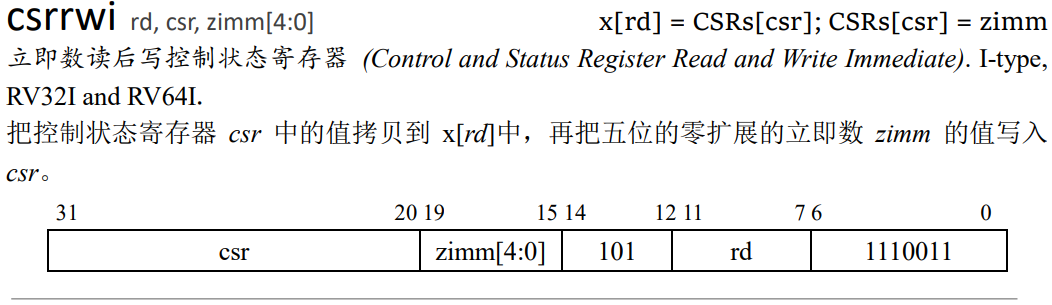 csrrwi rd, csr, zimm[4:0] x[rd] = CSRs[csr]; CSRs[csr] = zimm
立即数读后写控制状态寄存器 (Control and Status Register Read and Write Immediate). I-type,
RV32I and RV64I.
把控制状态寄存器 csr 中的值拷贝到 x[rd]中，再把五位的零扩展的立即数 zimm 的值写入
csr。
31 20 19 15 14 12 11 7 6 0
csr zimm[4:0] 101 rd 1110011